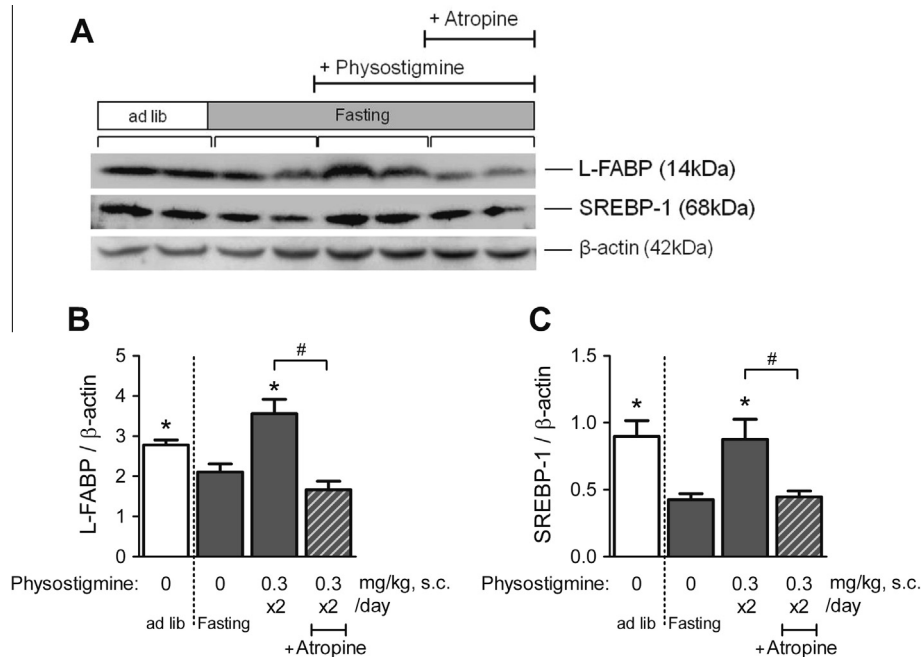 A
+ Atropine
+ Physostigmine
ad lib
Fasting
L-FABP (14kDa)
SREBP-1 (68kDa)
β-actin (42kDa)
B
L-FABP / β-actin
5
4
3
2
1
0
*
*
#
Physostigmine: 0 0 0.3 0.3 mg/kg, s.c.
x2 x2 /day
ad lib Fasting
+Atropine
C
SREBP-1 / β-actin
1.5
1.0
0.5
0.0
*
*
#
Physostigmine: 0 0 0.3 0.3 mg/kg, s.c.
x2 x2 /day
ad lib Fasting
+Atropine